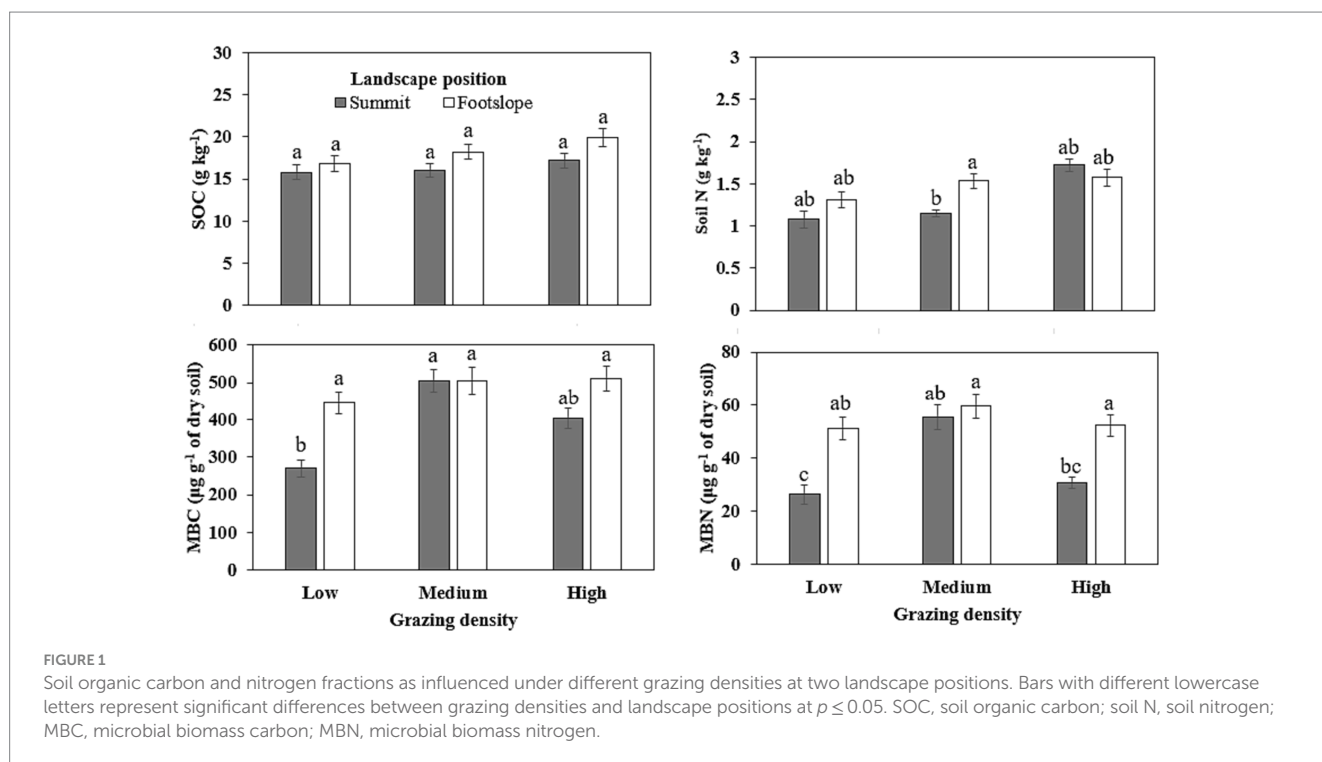 30
25
20
15
10
5
0
SOC (g kg⁻¹)
Landscape position
Summit Footslope
a a a a a a
3
2.5
2
1.5
1
0.5
0
Soil N (g kg⁻¹)
ab ab b a ab ab
600
500
400
300
200
100
0
MBC (µg g⁻¹ of dry soil)
b a a a ab a
Low Medium High
Grazing density
80
60
40
20
0
MBN (µg g⁻¹ of dry soil)
c ab ab a bc a
Low Medium High
Grazing density
FIGURE 1
Soil organic carbon and nitrogen fractions as influenced under different grazing densities at two landscape positions. Bars with different lowercase
letters represent significant differences between grazing densities and landscape positions at p ≤ 0.05. SOC, soil organic carbon; soil N, soil nitrogen;
MBC, microbial biomass carbon; MBN, microbial biomass nitrogen.